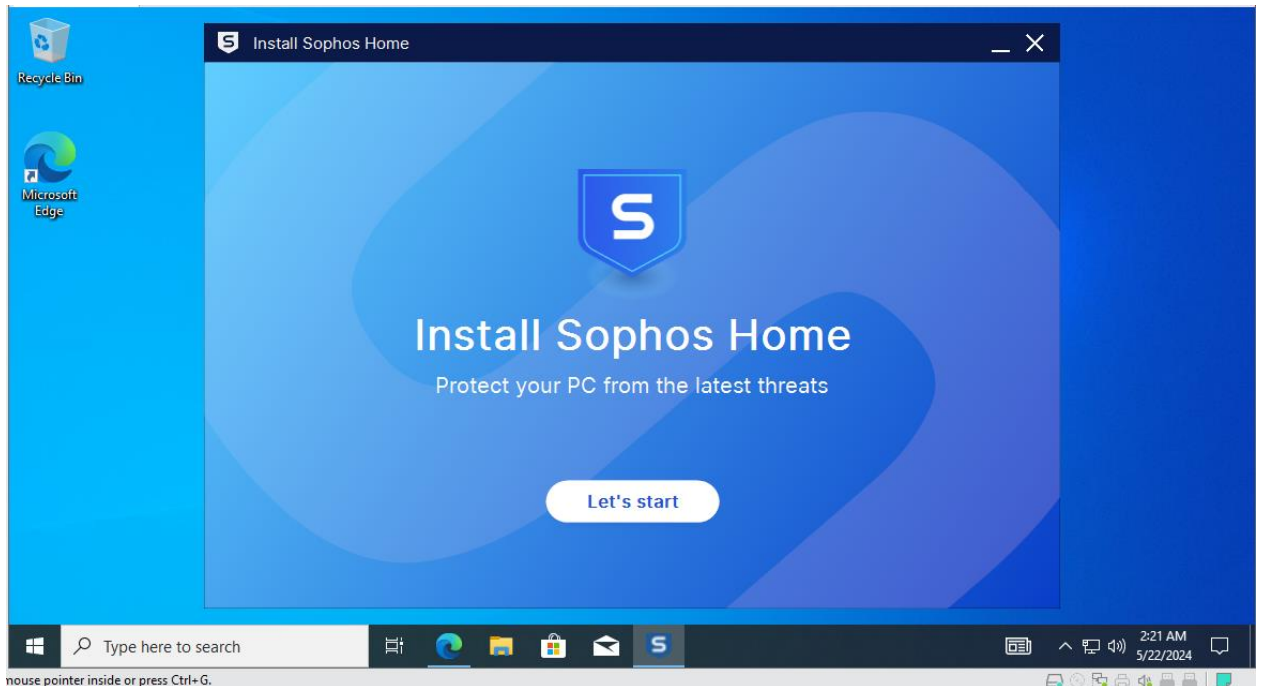 Recycle Bin
Microsoft
Edge
S Install Sophos Home
S
Install Sophos Home
Protect your PC from the latest threats
Let's start
Type here to search
S
2:21 AM
5/22/2024
mouse pointer inside or press Ctrl+G.